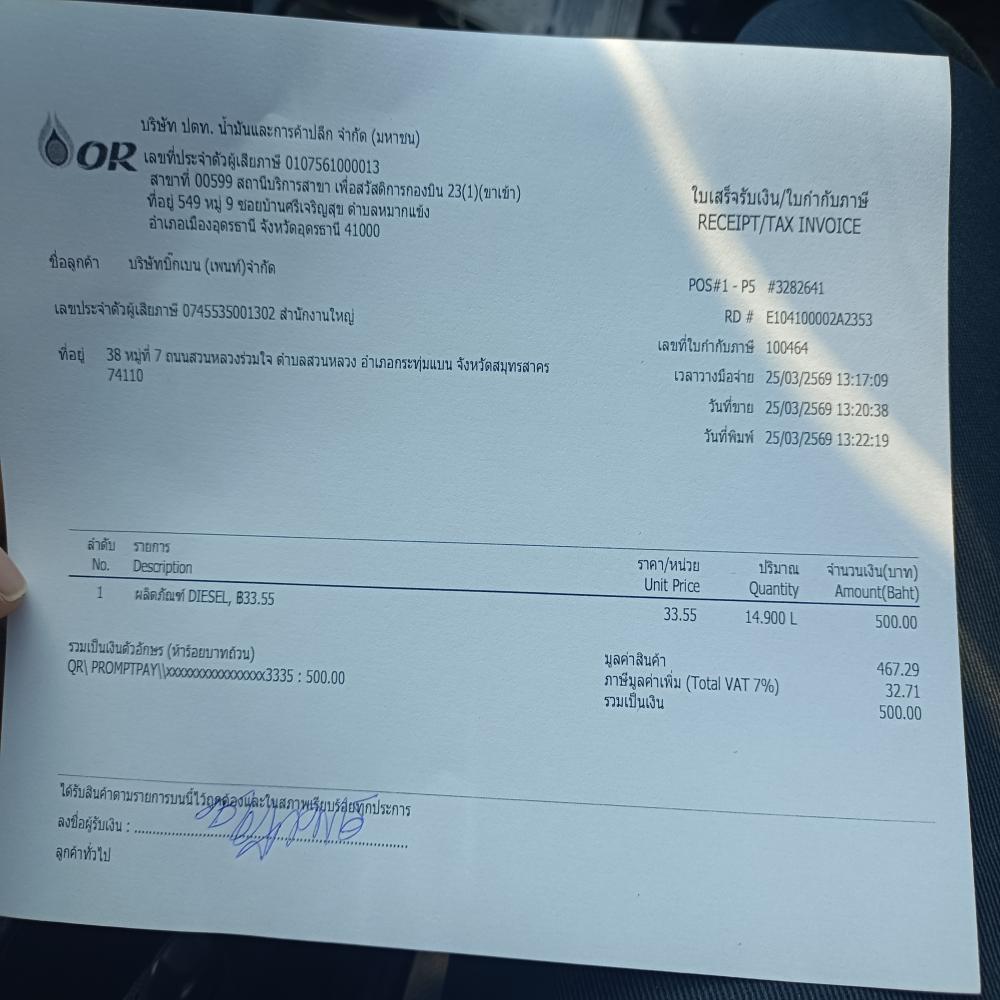 OR
บริษัท ปตท. น้ำมันและการค้าปลีก จำกัด (มหาชน)
เลขที่ประจำตัวผู้เสียภาษี 0107561000013
สาขาที่ 00599 สถานีบริการสาขา เพื่อสวัสดิการกองบิน 23(1)(ขาเข้า)
ที่อยู่ 549 หมู่ 9 ซอยบ้านศรีเจริญสุข ตำบลหมากแข้ง
อำเภอเมืองอุดรธานี จังหวัดอุดรธานี 41000
ใบเสร็จรับเงิน/ใบกำกับภาษี
RECEIPT/TAX INVOICE
ชื่อลูกค้า บริษัทบิ๊กเบน (เพนท์)จำกัด
เลขประจำตัวผู้เสียภาษี 0745535001302 สำนักงานใหญ่
ที่อยู่ 38 หมู่ที่ 7 ถนนสวนหลวงร่วมใจ ตำบลสวนหลวง อำเภอกระทุ่มแบน จังหวัดสมุทรสาคร
74110
POS#1 - P5 #3282641
RD # E104100002A2353
เลขที่ใบกำกับภาษี 100464
เวลาวางมือจ่าย 25/03/2569 13:17:09
วันที่ขาย 25/03/2569 13:20:38
วันที่พิมพ์ 25/03/2569 13:22:19
ลำดับ รายการ ราคา/หน่วย ปริมาณ จำนวนเงิน(บาท)
No. Description Unit Price Quantity Amount(Baht)
1 ผลิตภัณฑ์ DIESEL, ฿33.55 33.55 14.900 L 500.00
รวมเป็นเงินตัวอักษร (ห้าร้อยบาทถ้วน)
QR\ PROMPTPAY\\xxxxxxxxxxxxxxxx3335 : 500.00
มูลค่าสินค้า 467.29
ภาษีมูลค่าเพิ่ม (Total VAT 7%) 32.71
รวมเป็นเงิน 500.00
ได้รับสินค้าตามรายการบนนี้ไว้ถูกต้องและในสภาพเรียบร้อยทุกประการ
ลงชื่อผู้รับเงิน : ............................................................
ลูกค้าทั่วไป